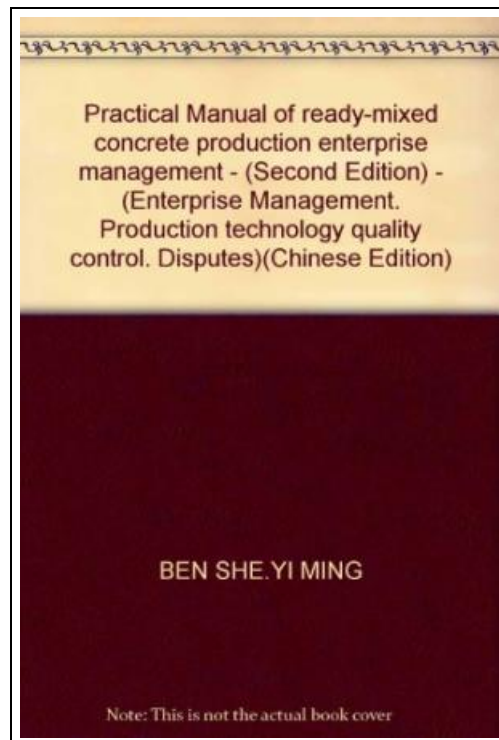 Practical Manual of ready-mixed
concrete production enterprise
management - (Second Edition) -
(Enterprise Management.
Production technology quality
control. Disputes)(Chinese Edition)
BEN SHE.YI MING
Note: This is not the actual book cover